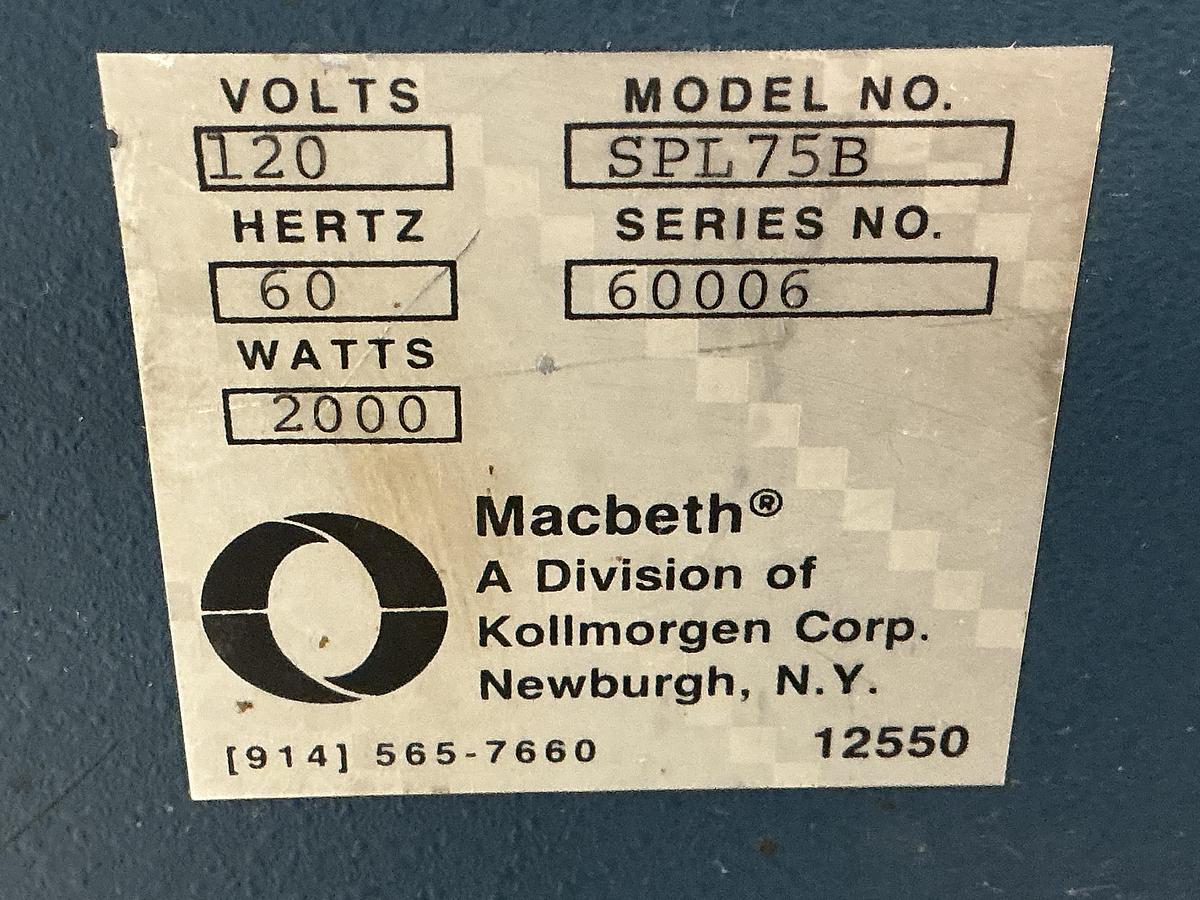 VOLTS
120
HERTZ
60
WATTS
2000
MODEL NO.
SPL75B
SERIES NO.
60006
Macbeth®
A Division of
Kollmorgen Corp.
Newburgh, N.Y.
[914] 565-7660
12550